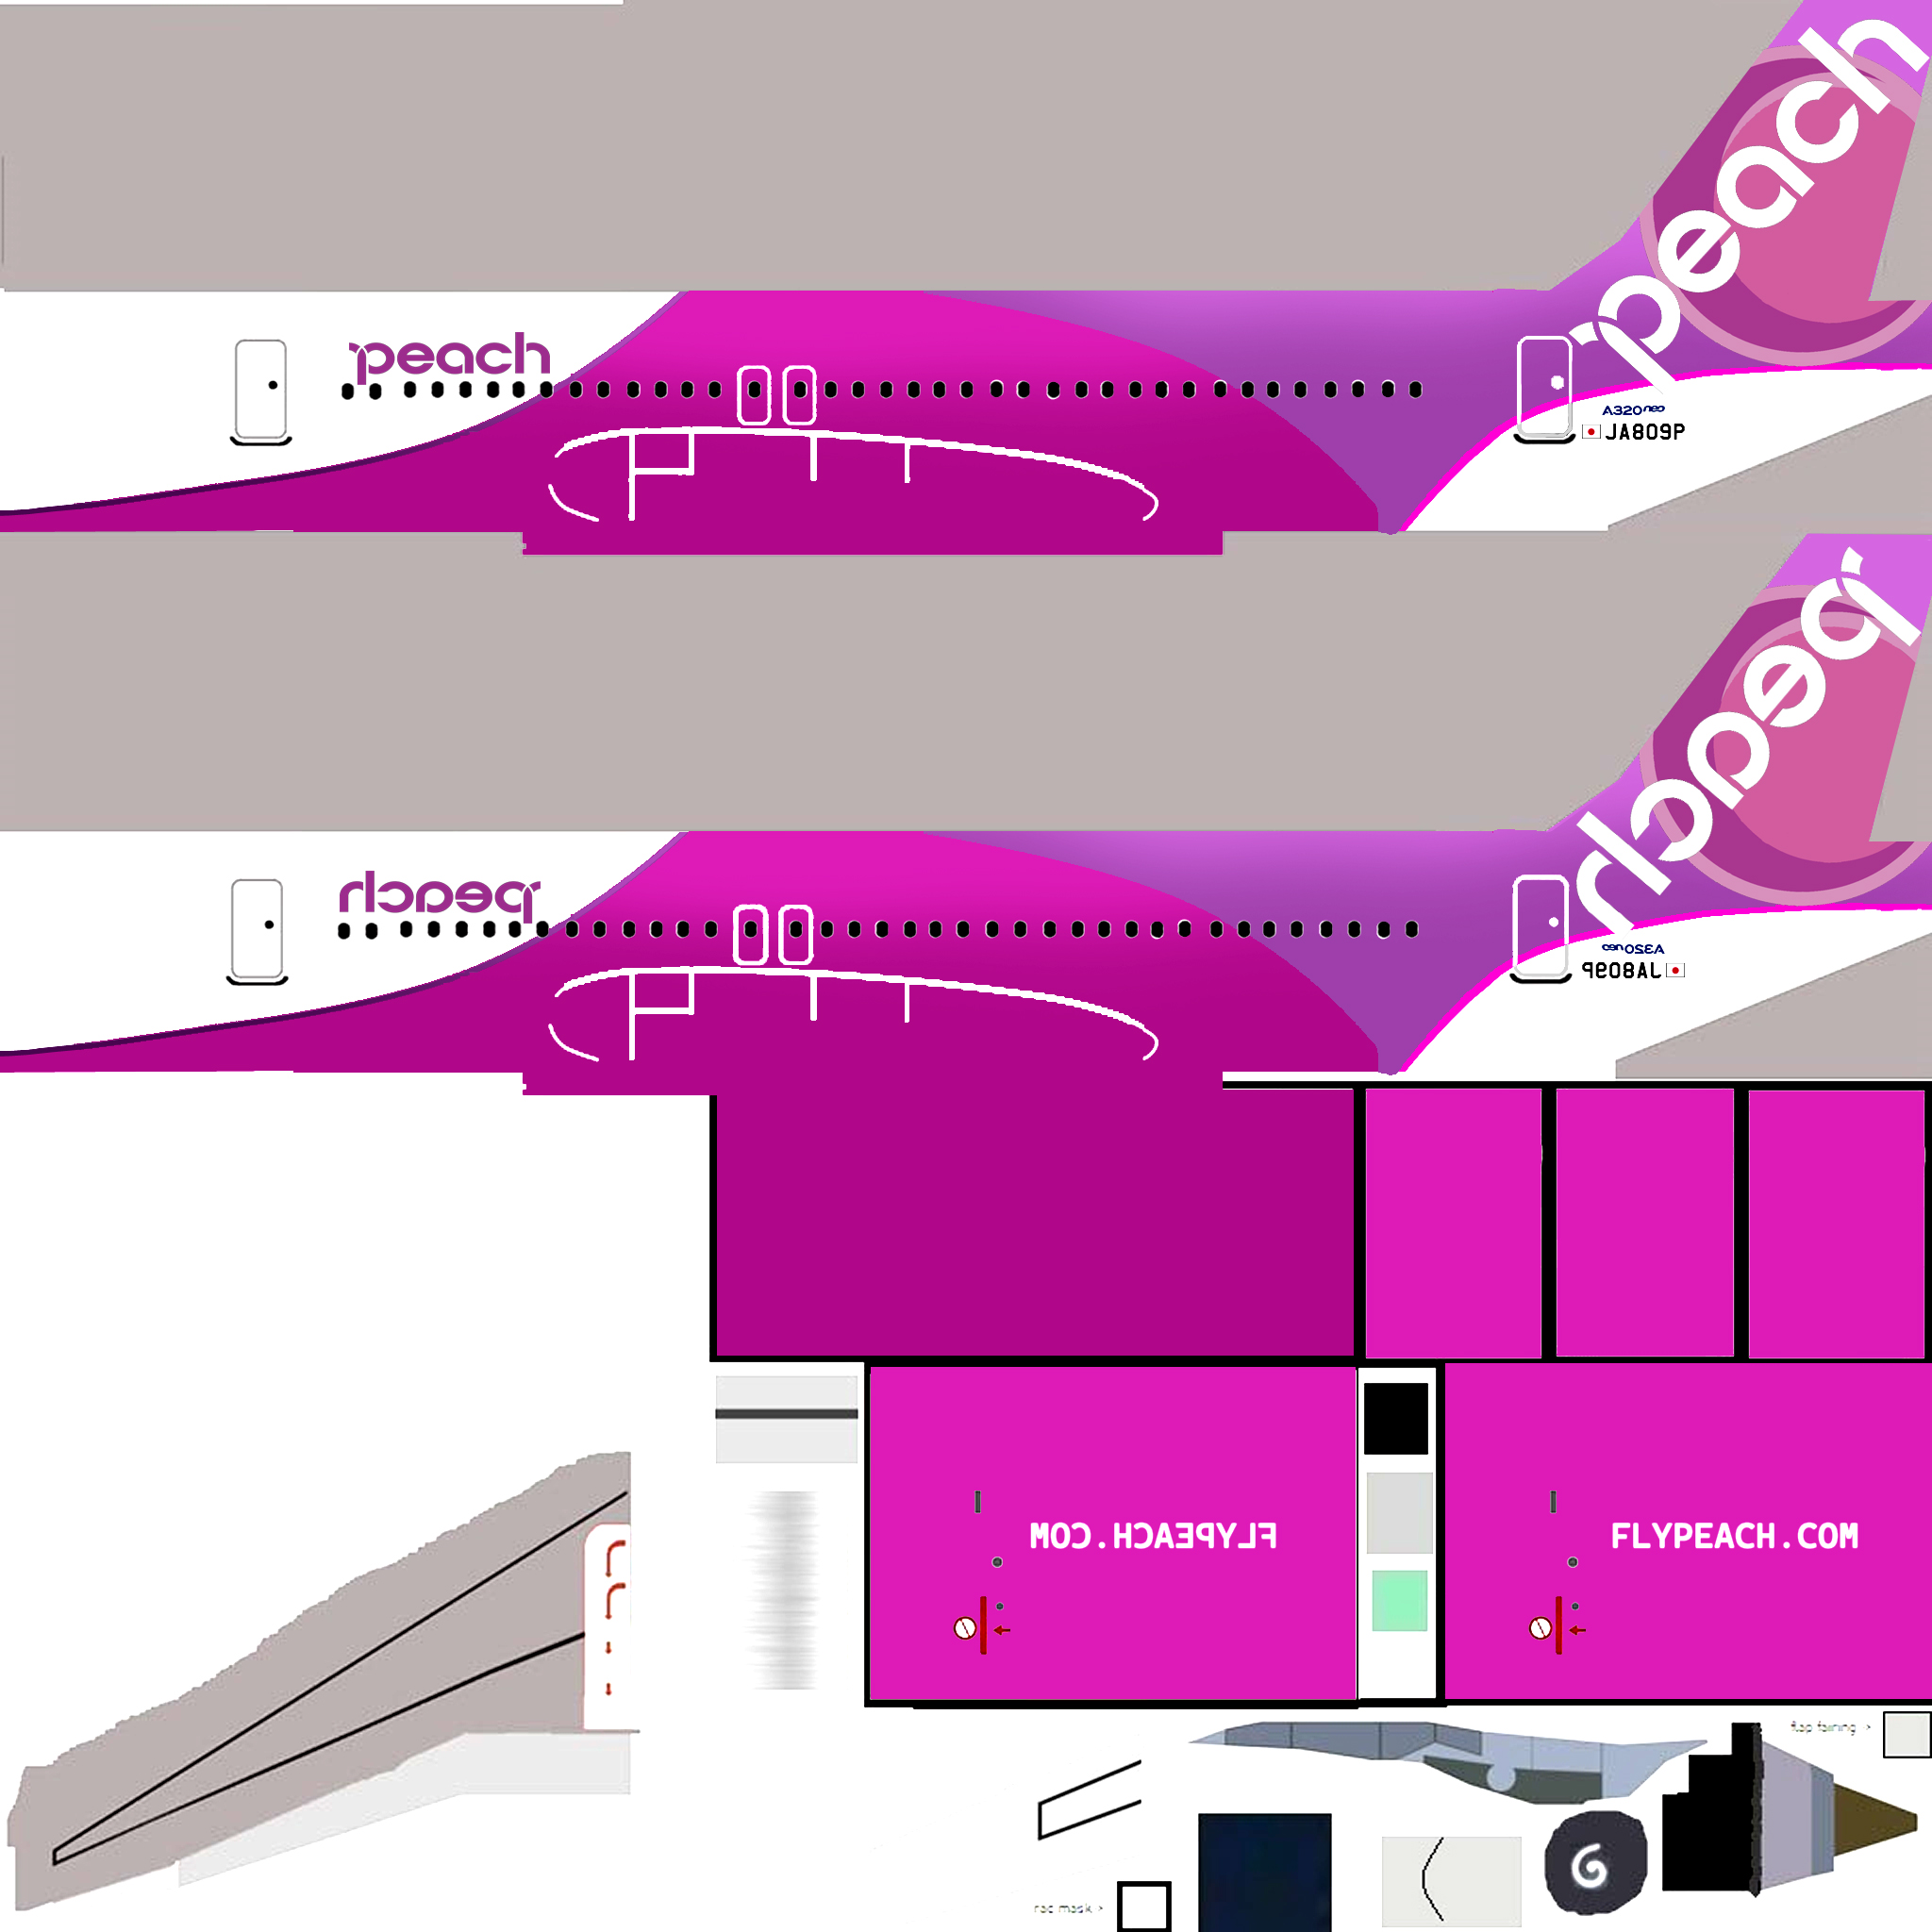 peach
peach
A320neo
JA809P
peach
peach
A320neo
JA809P
FLYPEACH.COM
FLYPEACH.COM
flap fairing >
rac mask >